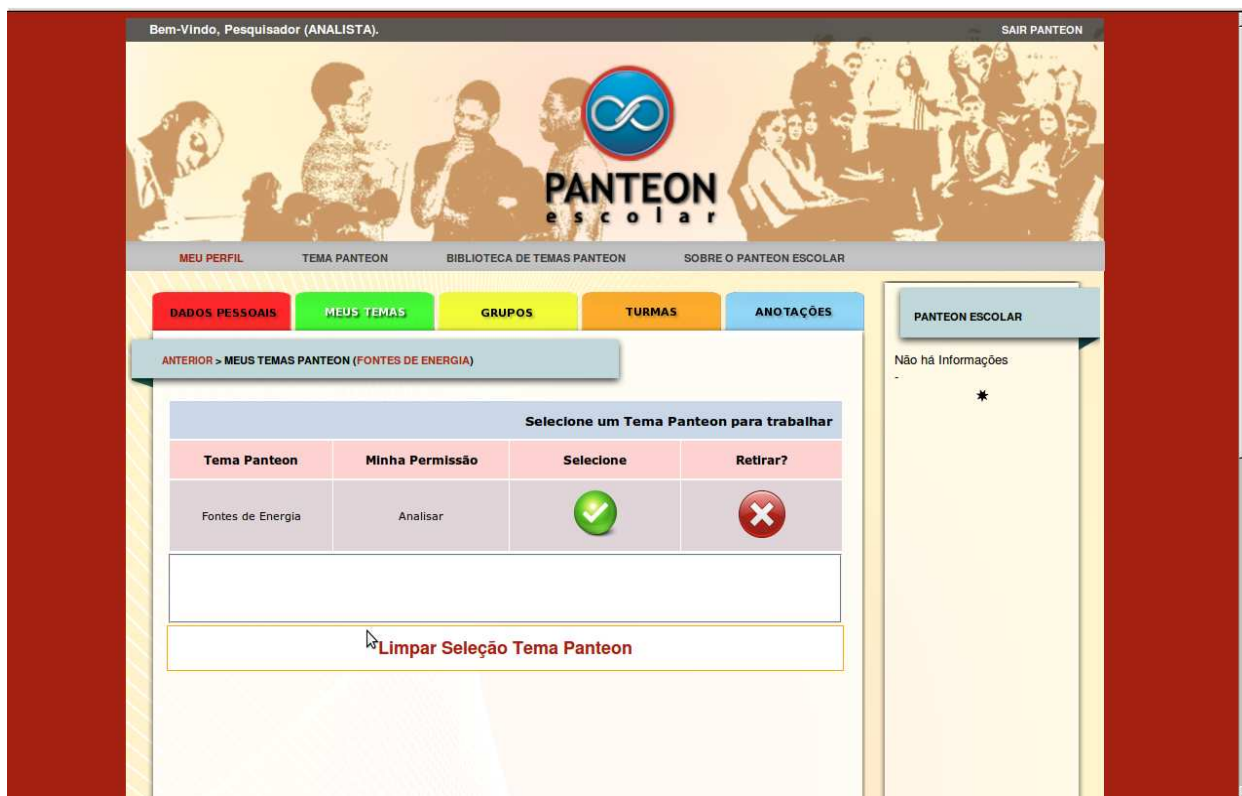 Bem-Vindo, Pesquisador (ANALISTA).
SAIR PANTEON
PANTEON
escolar
MEU PERFIL TEMA PANTEON BIBLIOTECA DE TEMAS PANTEON SOBRE O PANTEON ESCOLAR
DADOS PESSOAIS MEUS TEMAS GRUPOS TURMAS ANOTAÇÕES
ANTERIOR > MEUS TEMAS PANTEON (FONTES DE ENERGIA)
Selecione um Tema Panteon para trabalhar
Tema Panteon Minha Permissão Selecione Retirar?
Fontes de Energia Analisar
Limpar Seleção Tema Panteon
PANTEON ESCOLAR
Não há Informações
-